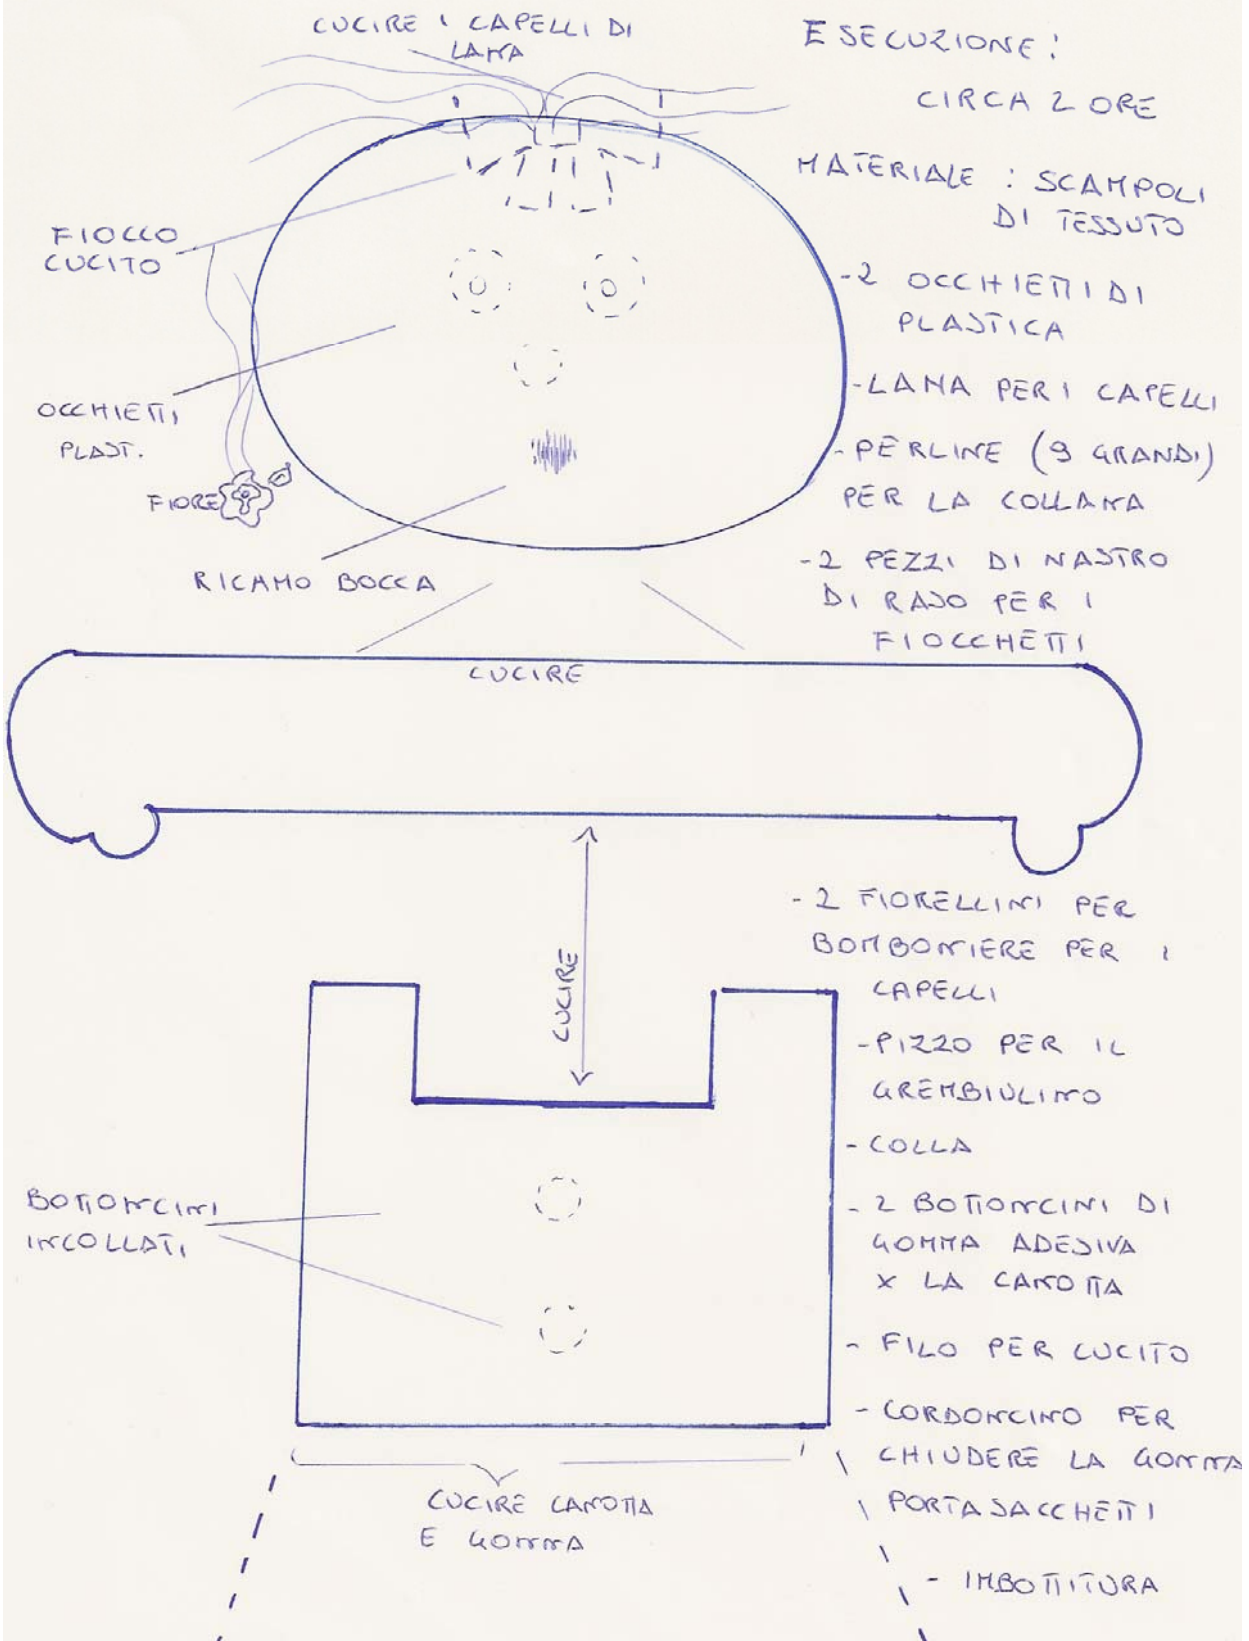 CUCIRE I CAPELLI DI
LANA
ESECUZIONE:
CIRCA 2 ORE
MATERIALE : SCAMPOLI
DI TESSUTO
FIOCCO
CUCITO
- 2 OCCHIETTI DI
PLASTICA
- LANA PER I CAPELLI
OCCHIETTI
PLAST.
- PERLINE (9 GRANDI)
PER LA COLLANA
FIORE
RICAMO BOCCA
- 2 PEZZI DI NASTRO
DI RASO PER I
FIOCCHETTI
CUCIRE
- 2 FIORELLINI PER
BOMBONIERE PER I
CAPELLI
CUCIRE
- PIZZO PER IL
GREMBIULINO
- COLLA
BOTTONCINI
INCOLLATI
- 2 BOTTONCINI DI
GOMMA ADESIVA
X LA CANOTTA
- FILO PER CUCITO
- CORDONCINO PER
CHIUDERE LA GONNA
PORTASACCHETTI
CUCIRE CANOTTA
E GONNA
- IMBOTTITURA